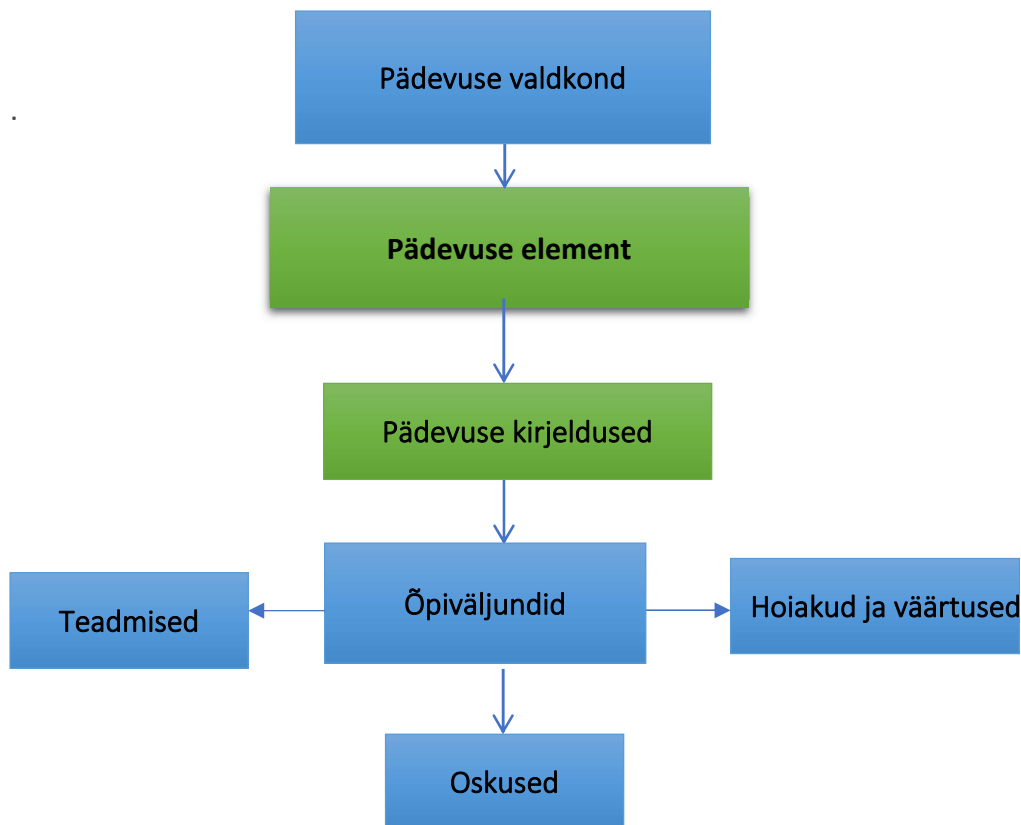 Pädevuse valdkond
.
Pädevuse element
Pädevuse kirjeldused
Teadmised
Õpiväljundid
Hoiakud ja väärtused
Oskused